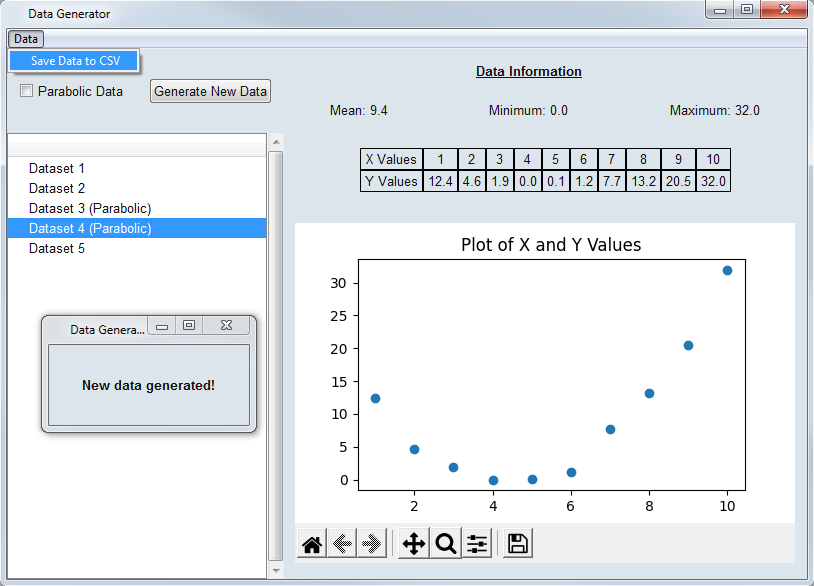 Data Generator
Data
Save Data to CSV
Parabolic Data
Generate New Data
Data Information
Mean: 9.4 Minimum: 0.0 Maximum: 32.0
X Values 1 2 3 4 5 6 7 8 9 10
Y Values 12.4 4.6 1.9 0.0 0.1 1.2 7.7 13.2 20.5 32.0
Dataset 1
Dataset 2
Dataset 3 (Parabolic)
Dataset 4 (Parabolic)
Dataset 5
Data Genera...
New data generated!
Plot of X and Y Values
30
25
20
15
10
5
0
2 4 6 8 10